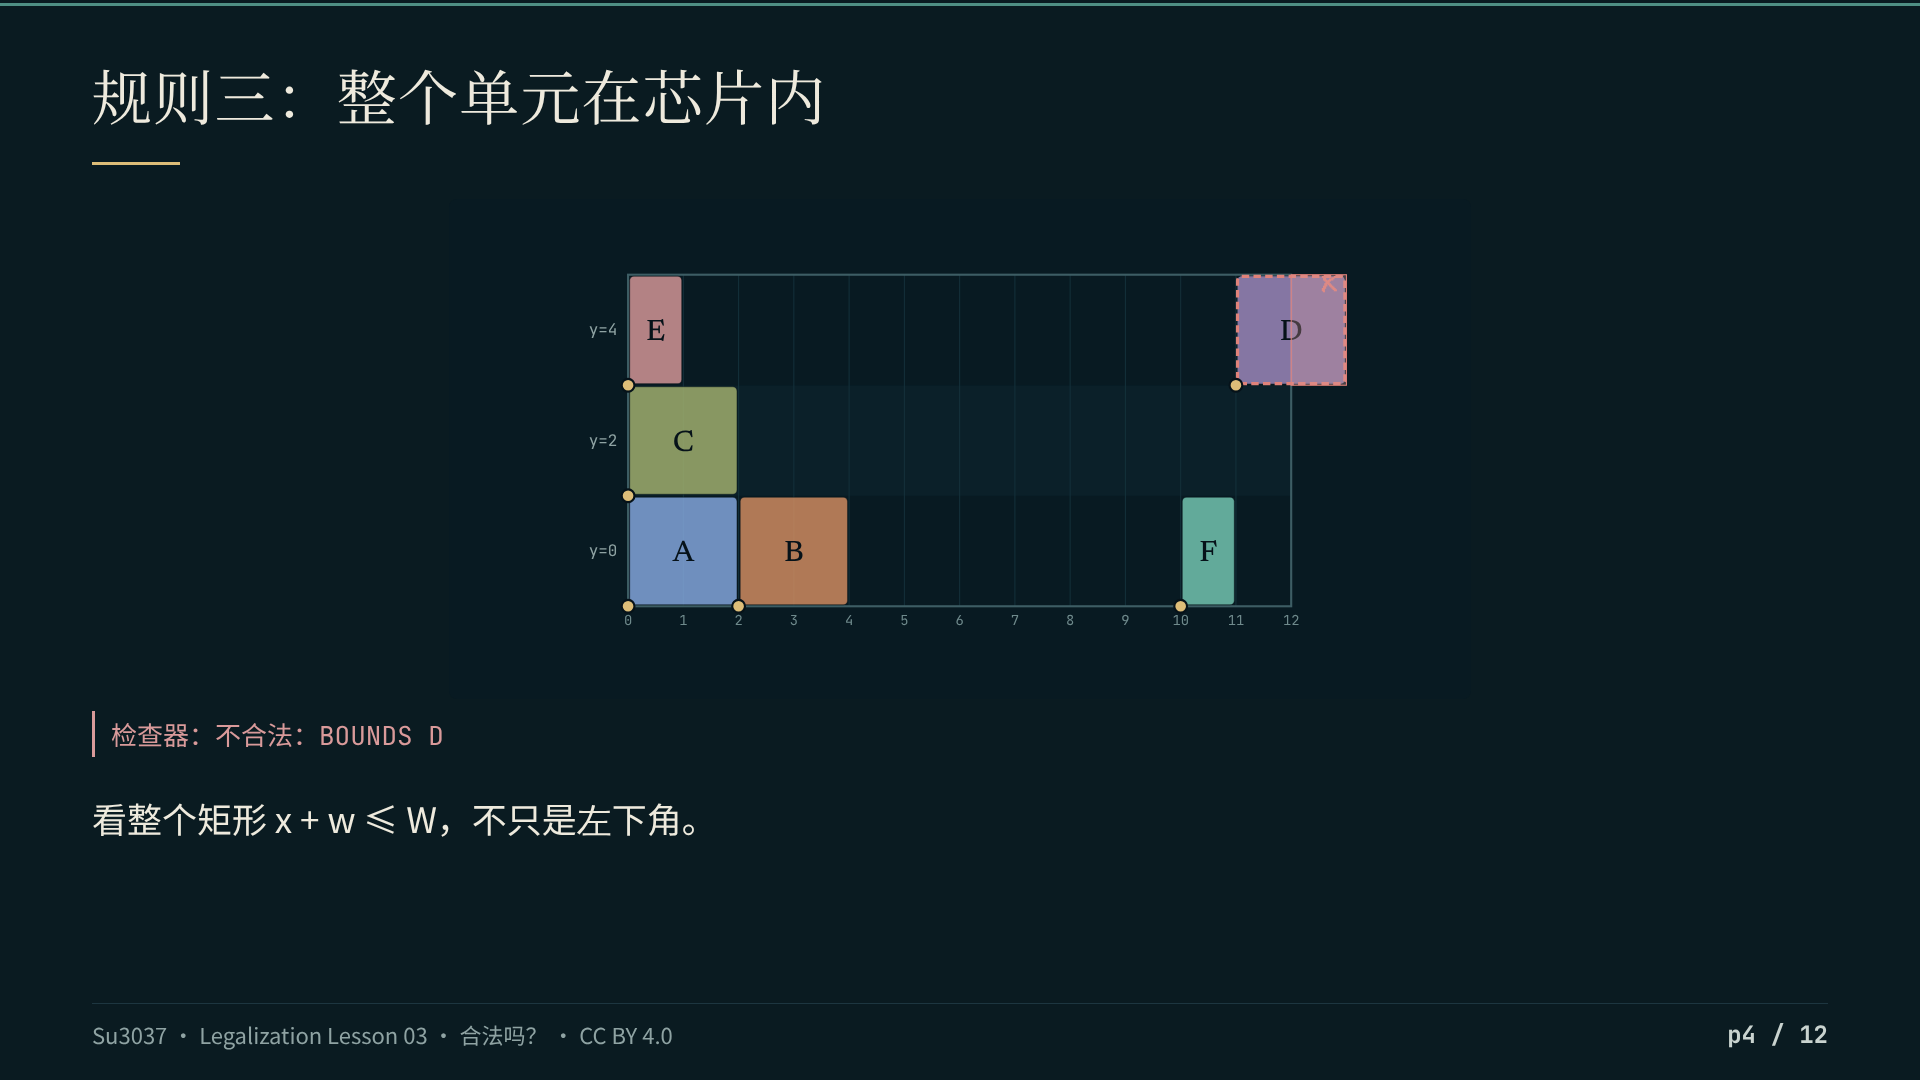 规则三：整个单元在芯片内
y=4
E
D
y=2
C
y=0
A
B
F
0 1 2 3 4 5 6 7 8 9 10 11 12
检查器：不合法：BOUNDS D
看整个矩形 x + w ⩽ W，不只是左下角。
Su3037 · Legalization Lesson 03 · 合法吗？ · CC BY 4.0
p4 / 12